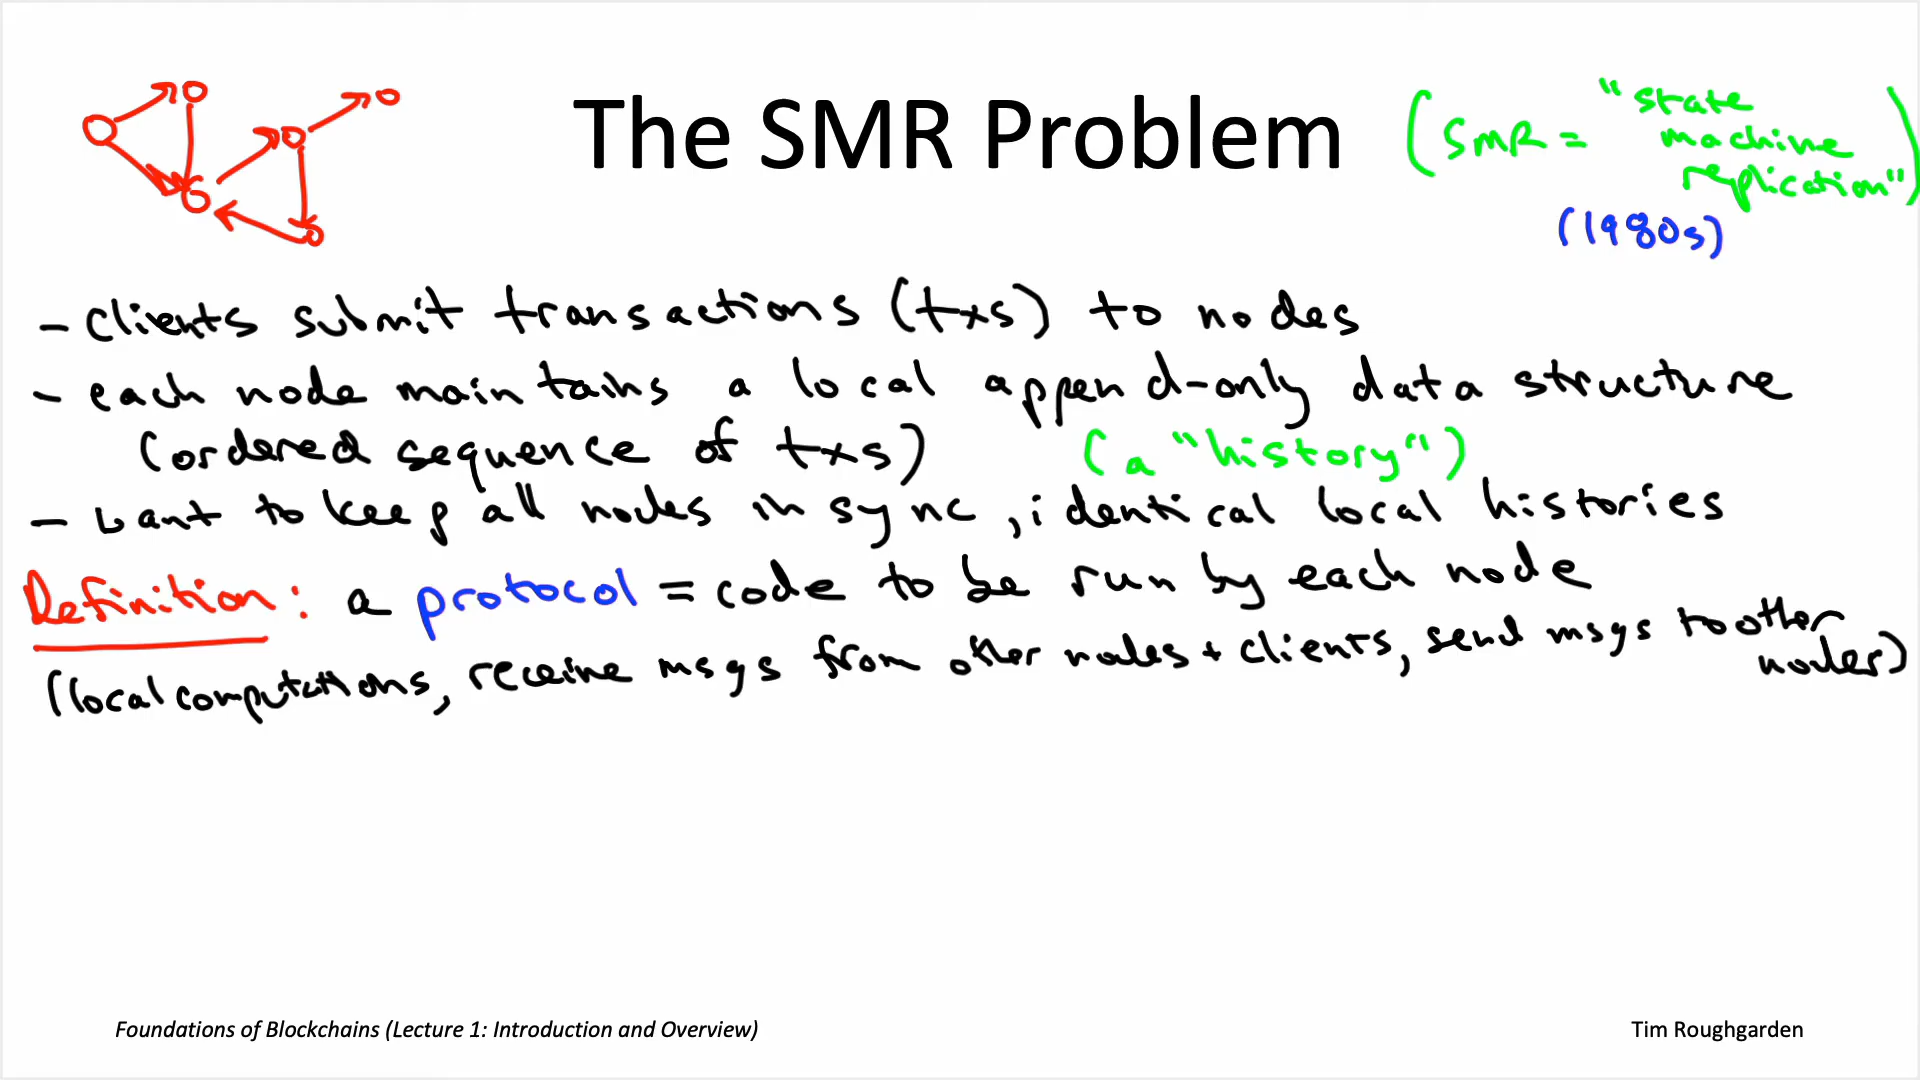 The SMR Problem
(SMR = "state
machine
replication")
(1980s)
- clients submit transactions (txs) to nodes
- each node maintains a local append-only data structure
(ordered sequence of txs) (a "history")
- want to keep all nodes in sync, identical local histories
Definition: a protocol = code to be run by each node
(local computations, receive msgs from other nodes + clients, send msgs to other
nodes)
Foundations of Blockchains (Lecture 1: Introduction and Overview)
Tim Roughgarden